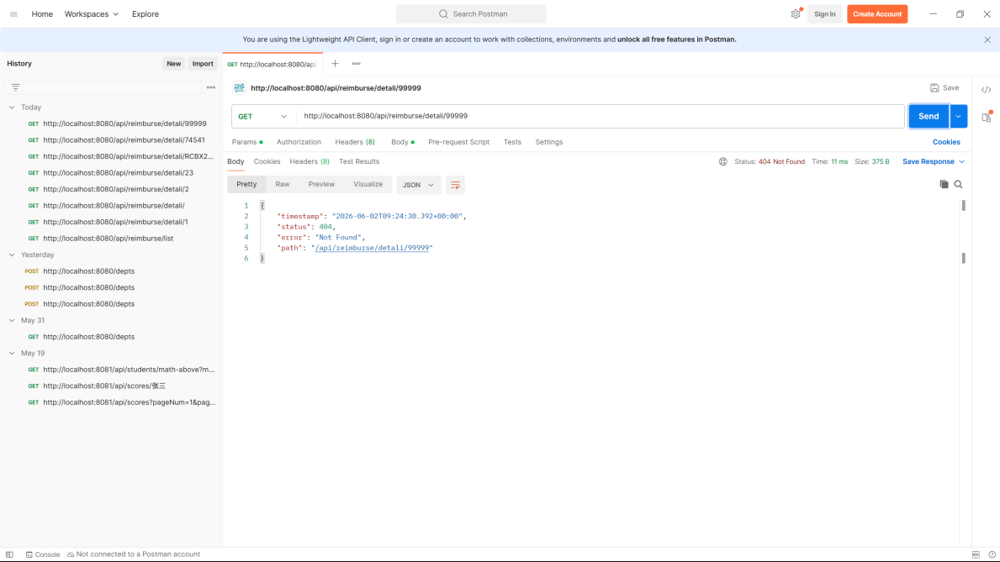 Home Workspaces Explore Search Postman Sign In Create Account
You are using the Lightweight API Client, sign in or create an account to work with collections, environments and unlock all free features in Postman.
History New Import
GET http://localhost:8080/api/
http://localhost:8080/api/reimburse/detali/99999 Save
GET http://localhost:8080/api/reimburse/detali/99999 Send
Params Authorization Headers (8) Body Pre-request Script Tests Settings Cookies
Body Cookies Headers (8) Test Results Status: 404 Not Found Time: 11 ms Size: 375 B Save Response
Pretty Raw Preview Visualize JSON
1 {
2 "timestamp": "2026-06-02T09:24:30.392+00:00",
3 "status": 404,
4 "error": "Not Found",
5 "path": "/api/reimburse/detali/99999"
6 }
Today
GET http://localhost:8080/api/reimburse/detali/99999
GET http://localhost:8080/api/reimburse/detali/74541
GET http://localhost:8080/api/reimburse/detali/RCBX2...
GET http://localhost:8080/api/reimburse/detali/23
GET http://localhost:8080/api/reimburse/detali/2
GET http://localhost:8080/api/reimburse/detali/
GET http://localhost:8080/api/reimburse/detali/1
GET http://localhost:8080/api/reimburse/list
Yesterday
POST http://localhost:8080/depts
POST http://localhost:8080/depts
POST http://localhost:8080/depts
May 31
GET http://localhost:8080/depts
May 19
GET http://localhost:8081/api/students/math-above?m...
GET http://localhost:8081/api/scores/张三
GET http://localhost:8081/api/scores?pageNum=1&pag...
Console Not connected to a Postman account